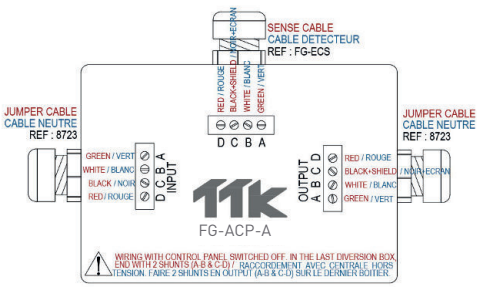 SENSE CABLE
CABLE DETECTEUR
REF : FG-ECS
RED / ROUGE
BLACK+SHIELD / NOIR+ECRAN
WHITE / BLANC
GREEN / VERT
D C B A
JUMPER CABLE
CABLE NEUTRE
REF : 8723
GREEN / VERT
WHITE / BLANC
BLACK / NOIR
RED / ROUGE
D C B A
INPUT
TTK
FG-ACP-A
OUTPUT
A B C D
RED / ROUGE
BLACK+SHIELD / NOIR+ECRAN
WHITE / BLANC
GREEN / VERT
JUMPER CABLE
CABLE NEUTRE
REF : 8723
WIRING WITH CONTROL PANEL SWITCHED OFF. IN THE LAST DIVERSION BOX,
END WITH 2 SHUNTS (A-B & C-D) / RACCORDEMENT AVEC CENTRALE HORS
TENSION. FAIRE 2 SHUNTS EN OUTPUT (A-B & C-D) SUR LE DERNIER BOITIER.